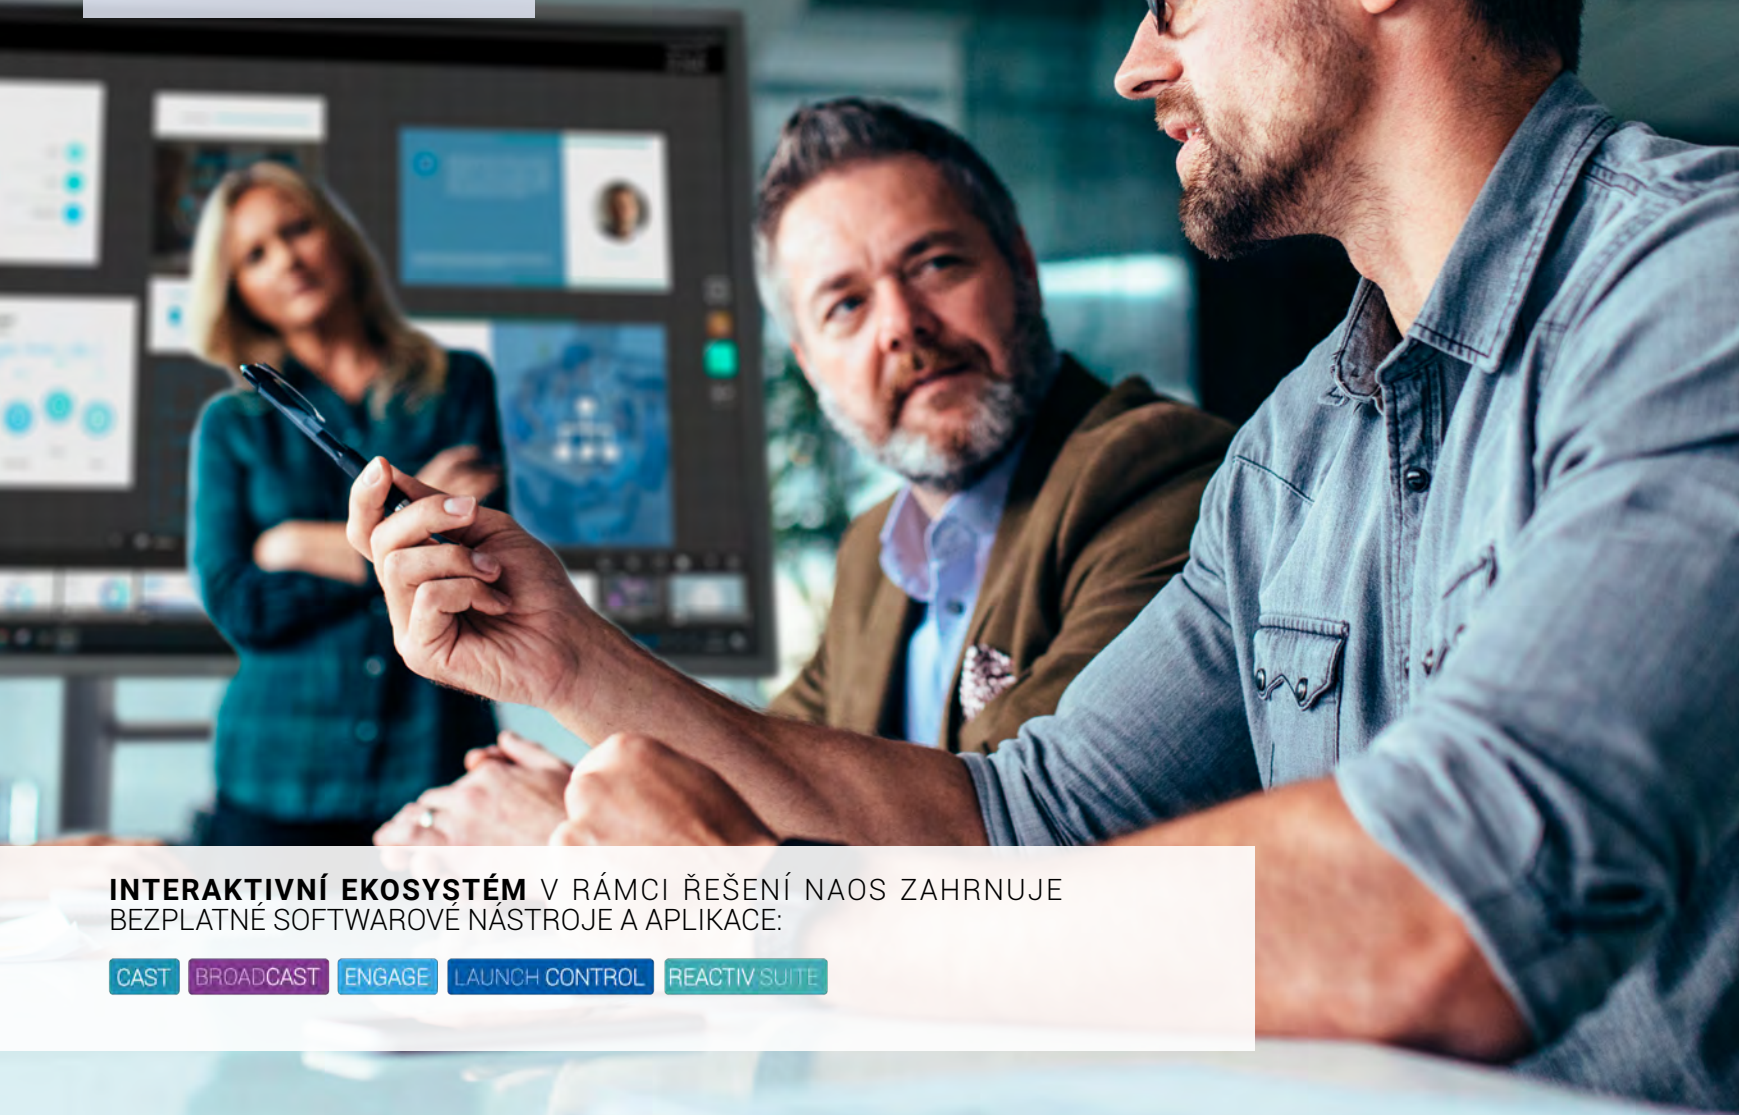 INTERAKTIVNÍ EKOSYSTÉM V RÁMCI ŘEŠENÍ NAOS ZAHRNUJE
BEZPLATNÉ SOFTWAROVÉ NÁSTROJE A APLIKACE:
CAST BROADCAST ENGAGE LAUNCH CONTROL REACTIV SUITE